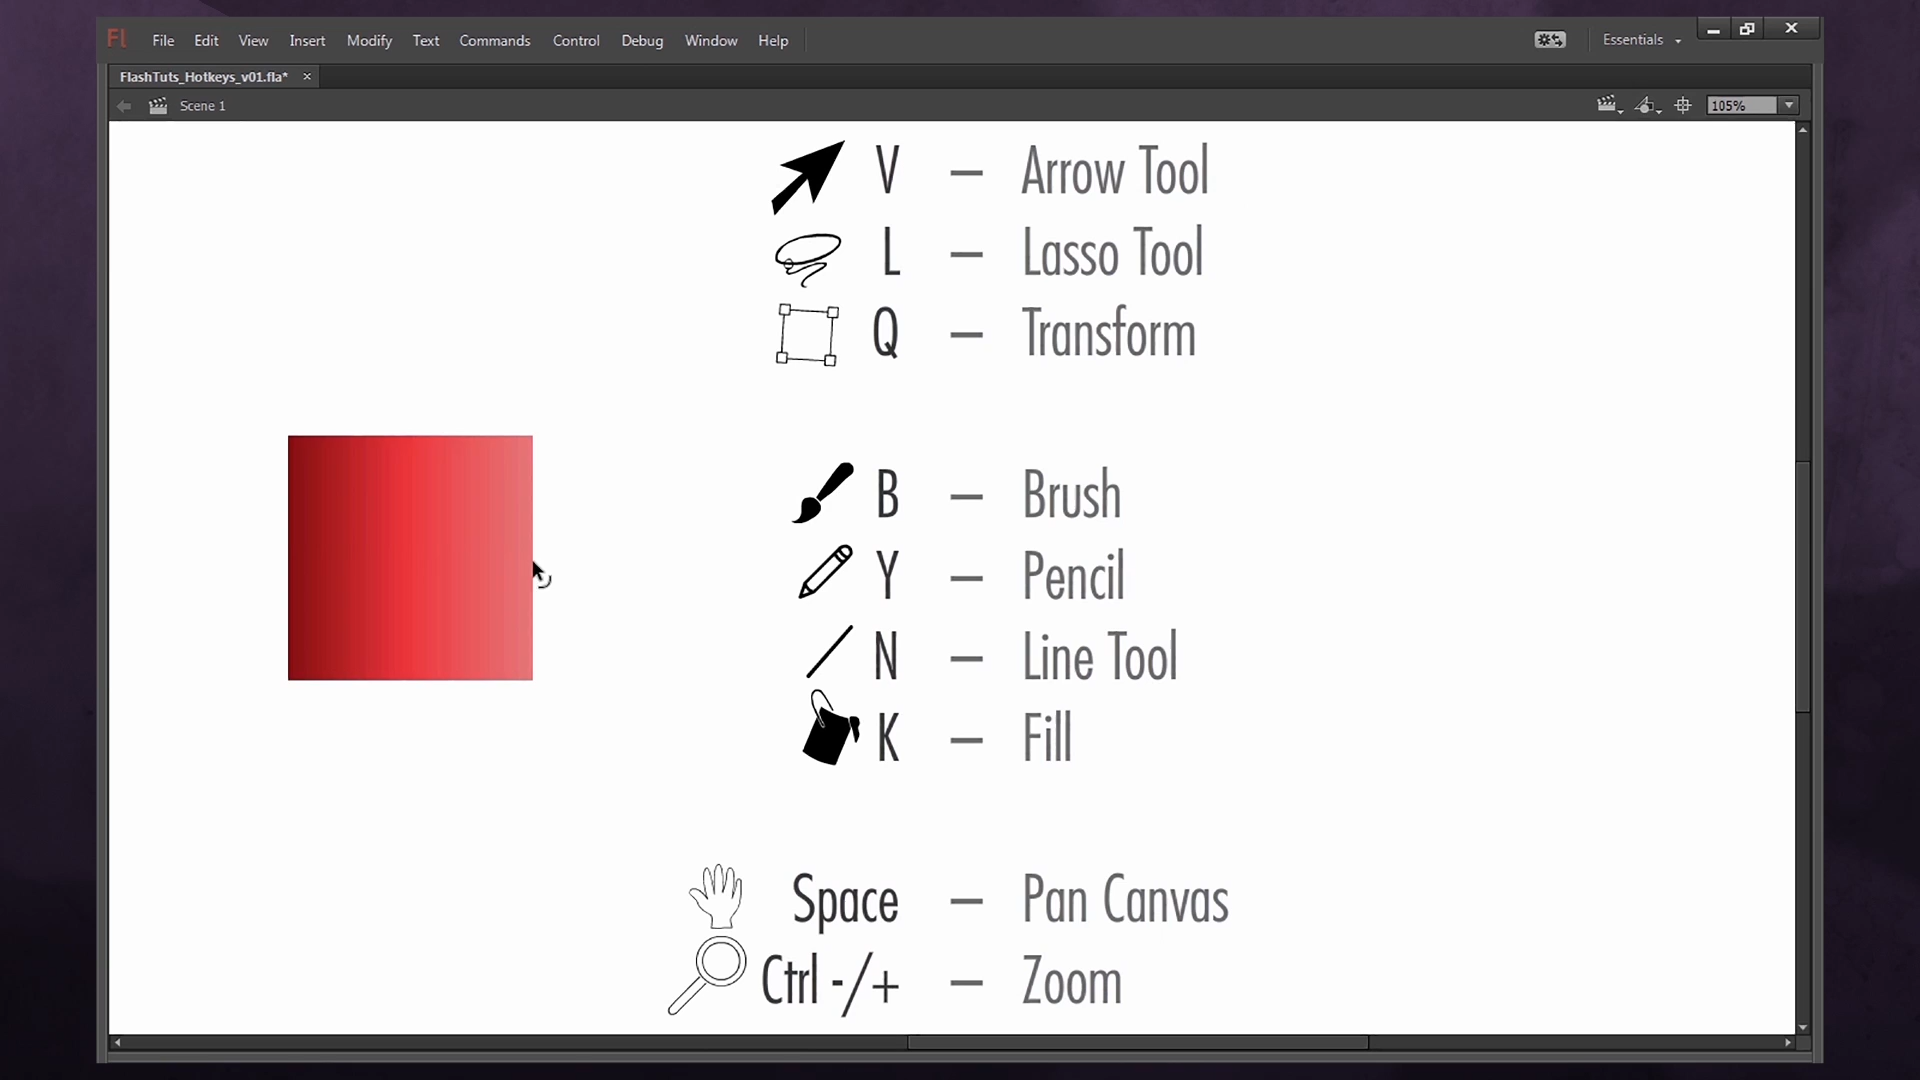 Fl File Edit View Insert Modify Text Commands Control Debug Window Help Essentials
FlashTuts_Hotkeys_v01.fla* ×
Scene 1 105%
V – Arrow Tool
L – Lasso Tool
Q – Transform
B – Brush
Y – Pencil
N – Line Tool
K – Fill
Space – Pan Canvas
Ctrl -/+ – Zoom